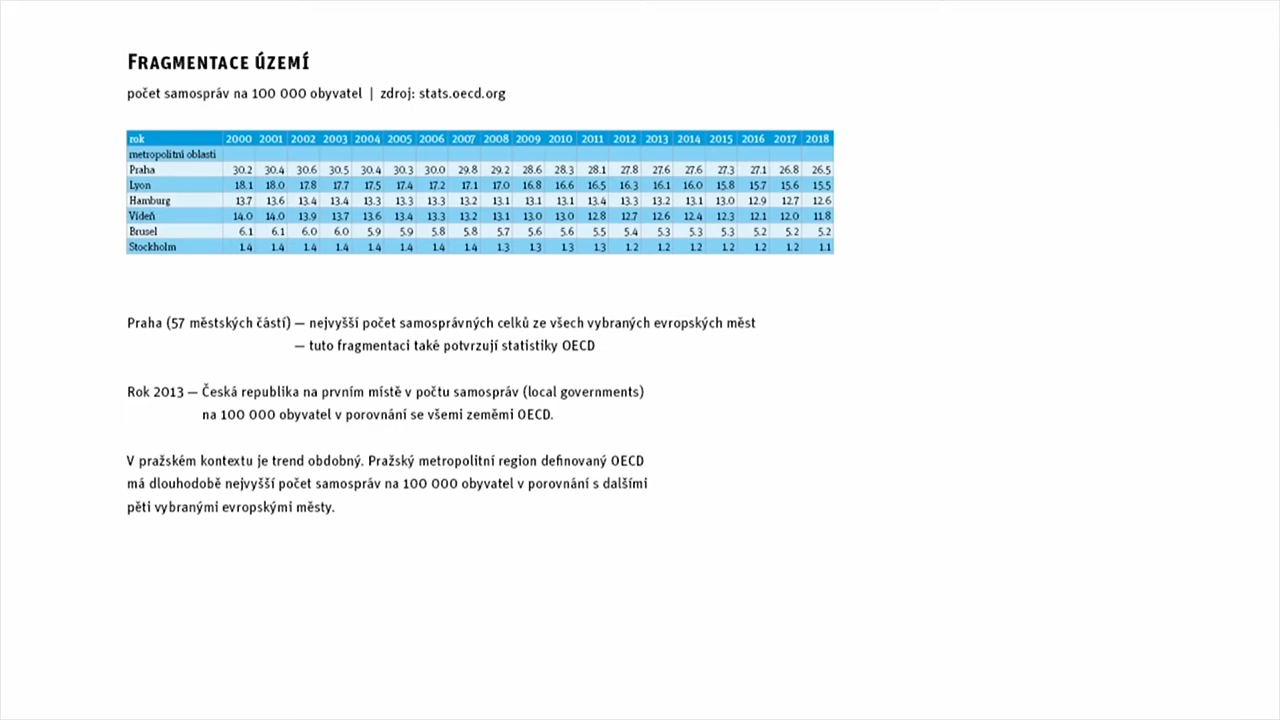 Fragmentace území
počet samospráv na 100 000 obyvatel | zdroj: stats.oecd.org
rok 2000 2001 2002 2003 2004 2005 2006 2007 2008 2009 2010 2011 2012 2013 2014 2015 2016 2017 2018
metropolitní oblasti
Praha 30.2 30.4 30.6 30.5 30.4 30.3 30.0 29.8 29.2 28.6 28.3 28.1 27.8 27.6 27.6 27.3 27.1 26.8 26.5
Lyon 18.1 18.0 17.8 17.7 17.5 17.4 17.2 17.1 17.0 16.8 16.6 16.5 16.3 16.1 16.0 15.8 15.7 15.6 15.5
Hamburg 13.7 13.6 13.4 13.4 13.3 13.3 13.3 13.2 13.1 13.1 13.1 13.4 13.3 13.2 13.1 13.0 12.9 12.7 12.6
Vídeň 14.0 14.0 13.9 13.7 13.6 13.4 13.3 13.2 13.1 13.0 13.0 12.8 12.7 12.6 12.4 12.3 12.1 12.0 11.8
Brusel 6.1 6.1 6.0 6.0 5.9 5.9 5.8 5.8 5.7 5.6 5.6 5.5 5.4 5.3 5.3 5.3 5.2 5.2 5.2
Stockholm 1.4 1.4 1.4 1.4 1.4 1.4 1.4 1.4 1.3 1.3 1.3 1.3 1.2 1.2 1.2 1.2 1.2 1.2 1.1
Praha (57 městských částí) — nejvyšší počet samosprávných celků ze všech vybraných evropských měst
— tuto fragmentaci také potvrzují statistiky OECD
Rok 2013 — Česká republika na prvním místě v počtu samospráv (local governments)
na 100 000 obyvatel v porovnání se všemi zeměmi OECD.
V pražském kontextu je trend obdobný. Pražský metropolitní region definovaný OECD
má dlouhodobě nejvyšší počet samospráv na 100 000 obyvatel v porovnání s dalšími
pěti vybranými evropskými městy.